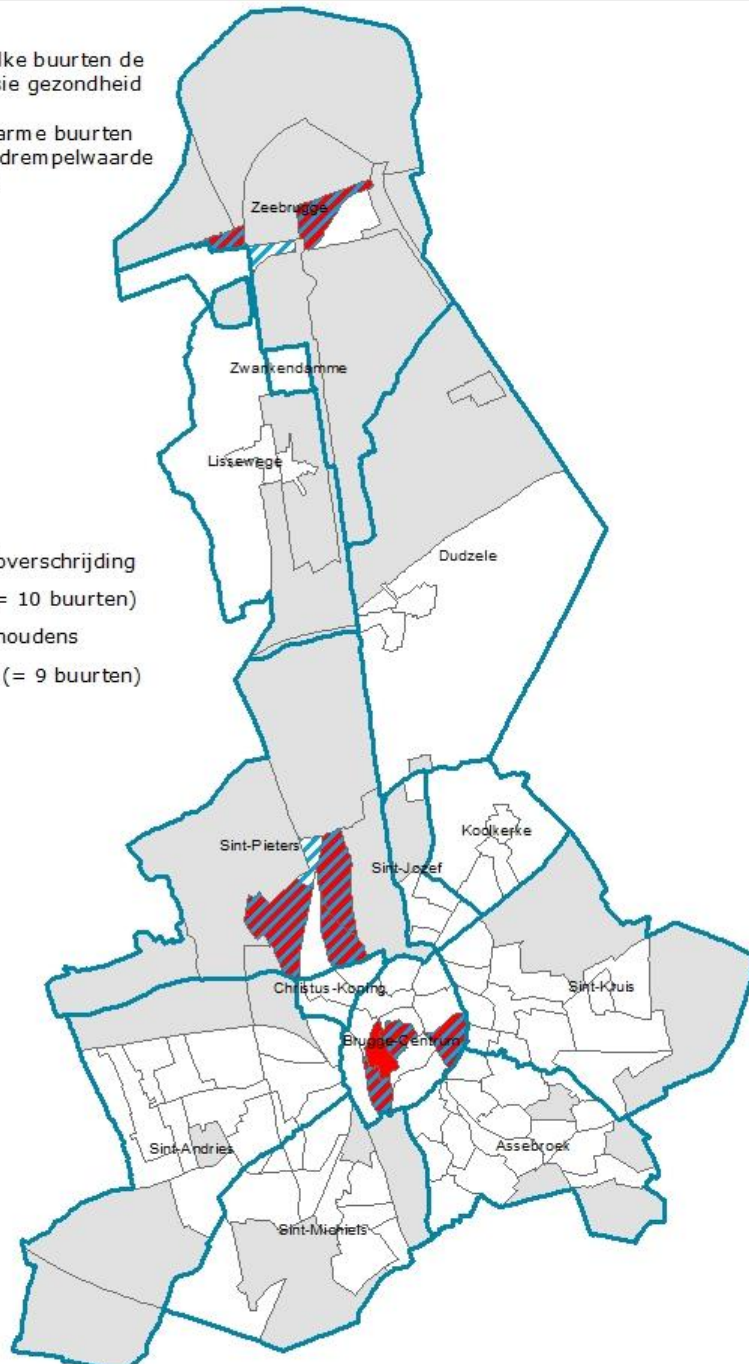 lke buurten de
sie gezondheid
arme buurten
drempelwaarde
Zeebrugge
Zwankendamme
Lissewege
overschrijding
Dudzele
= 10 buurten)
houdens
(= 9 buurten)
Koolkerke
Sint-Pieters
Sint-Jozef
Christus-Koning
Sint-Kruis
Brugge-Centrum
Sint-Andries
Assebroek
Sint-Michiels